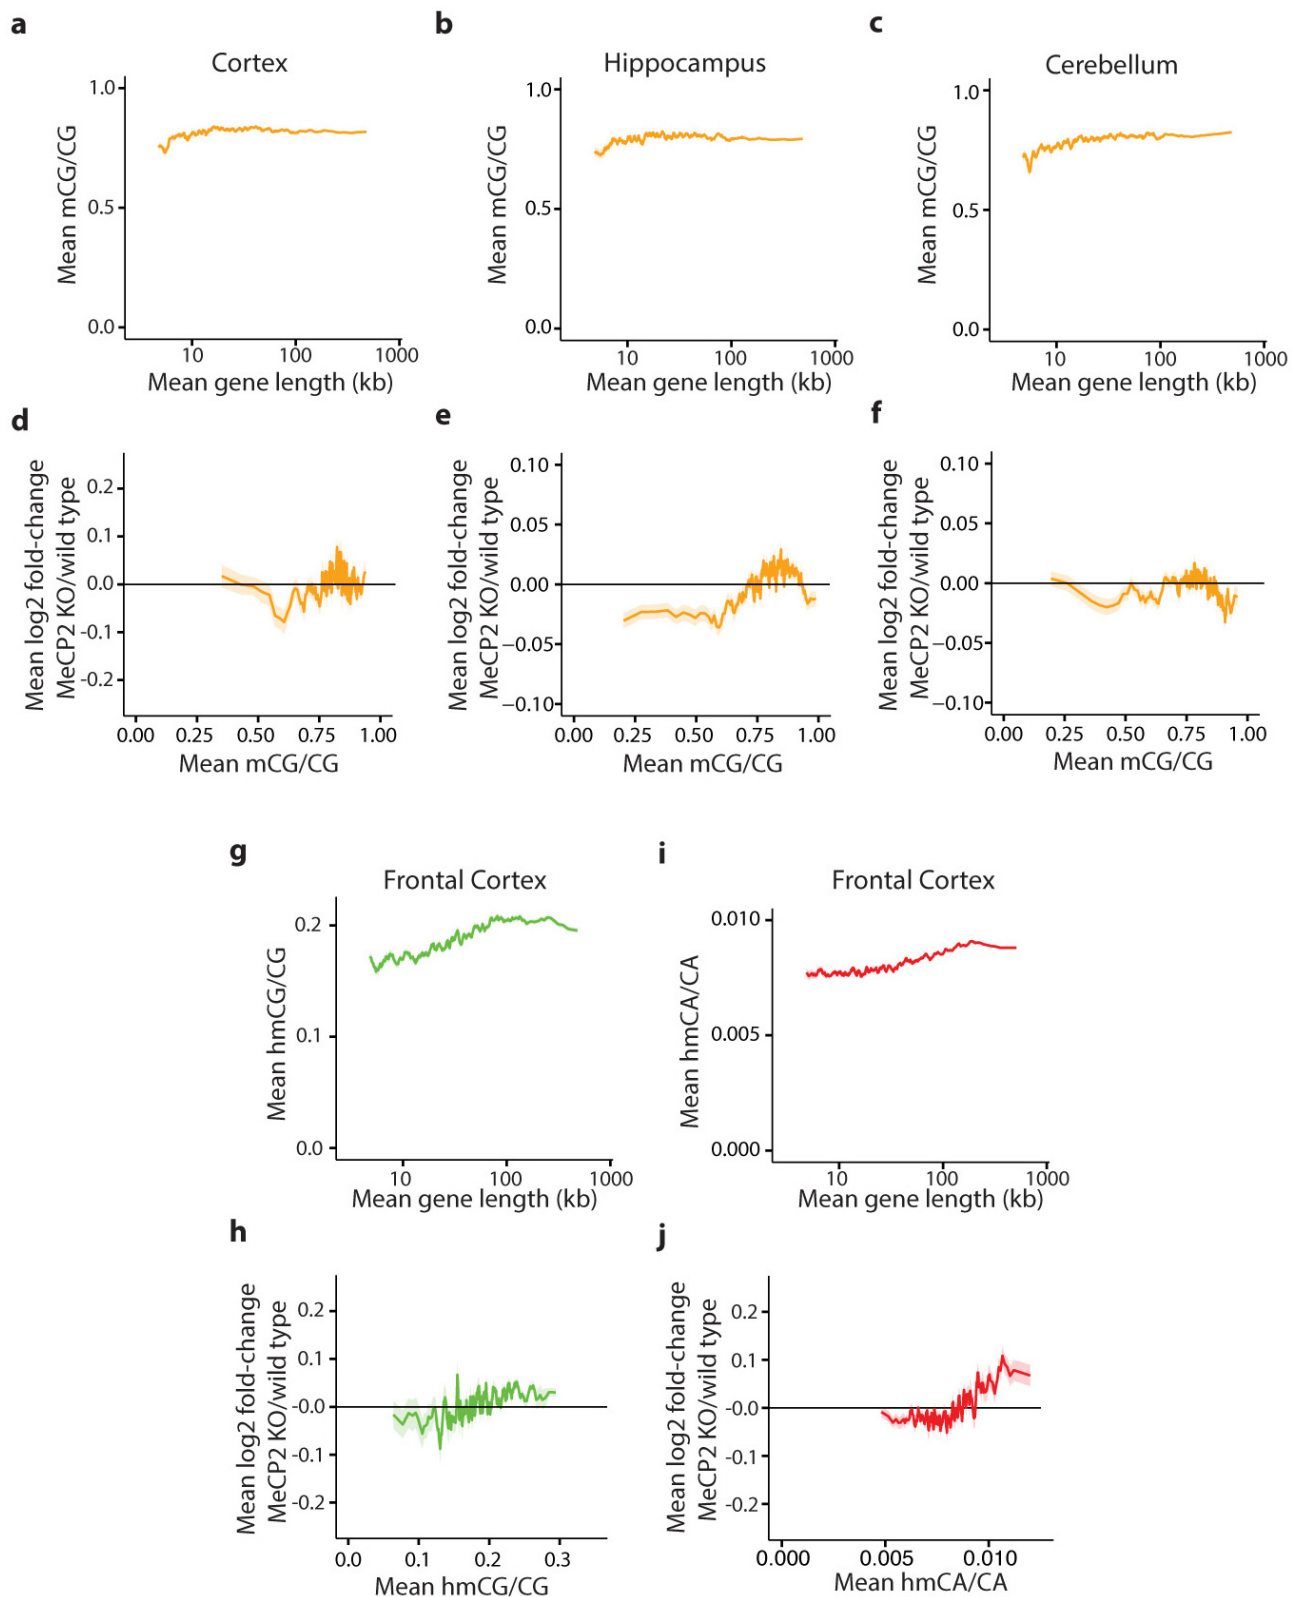 a
Cortex
Mean mCG/CG
1.0
0.5
0.0
10 100 1000
Mean gene length (kb)
b
Hippocampus
Mean mCG/CG
1.0
0.5
0.0
10 100 1000
Mean gene length (kb)
c
Cerebellum
Mean mCG/CG
1.0
0.5
0.0
10 100 1000
Mean gene length (kb)
d
Mean log2 fold-change
MeCP2 KO/wild type
0.2
0.1
0.0
-0.1
-0.2
0.00 0.25 0.50 0.75 1.00
Mean mCG/CG
e
Mean log2 fold-change
MeCP2 KO/wild type
0.10
0.05
0.00
−0.05
−0.10
0.00 0.25 0.50 0.75 1.00
Mean mCG/CG
f
Mean log2 fold-change
MeCP2 KO/wild type
0.10
0.05
0.00
−0.05
−0.10
0.00 0.25 0.50 0.75 1.00
Mean mCG/CG
g
Frontal Cortex
Mean hmCG/CG
0.2
0.1
0.0
10 100 1000
Mean gene length (kb)
i
Frontal Cortex
Mean hmCA/CA
0.010
0.005
0.000
10 100 1000
Mean gene length (kb)
h
Mean log2 fold-change
MeCP2 KO/wild type
0.2
0.1
-0.0
-0.1
-0.2
0.0 0.1 0.2 0.3
Mean hmCG/CG
j
Mean log2 fold-change
MeCP2 KO/wild type
0.2
0.1
-0.0
-0.1
-0.2
0.000 0.005 0.010
Mean hmCA/CA